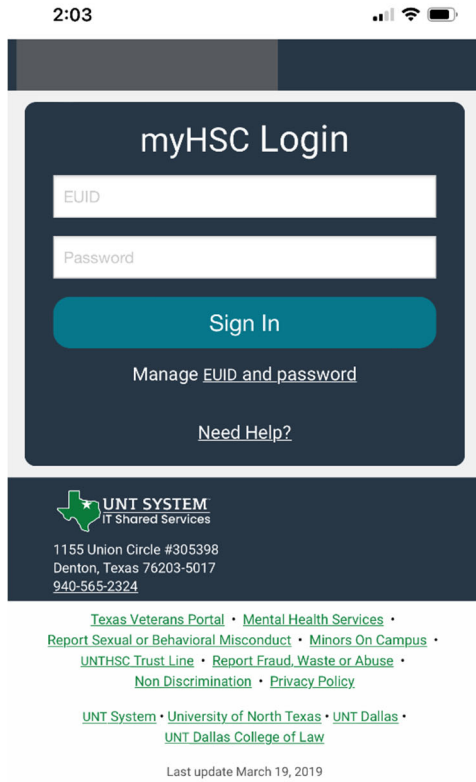 2:03
myHSC Login
EUID
Password
Sign In
Manage EUID and password
Need Help?
UNT SYSTEM
IT Shared Services
1155 Union Circle #305398
Denton, Texas 76203-5017
940-565-2324
Texas Veterans Portal • Mental Health Services •
Report Sexual or Behavioral Misconduct • Minors On Campus •
UNTHSC Trust Line • Report Fraud, Waste or Abuse •
Non Discrimination • Privacy Policy
UNT System • University of North Texas • UNT Dallas •
UNT Dallas College of Law
Last update March 19, 2019